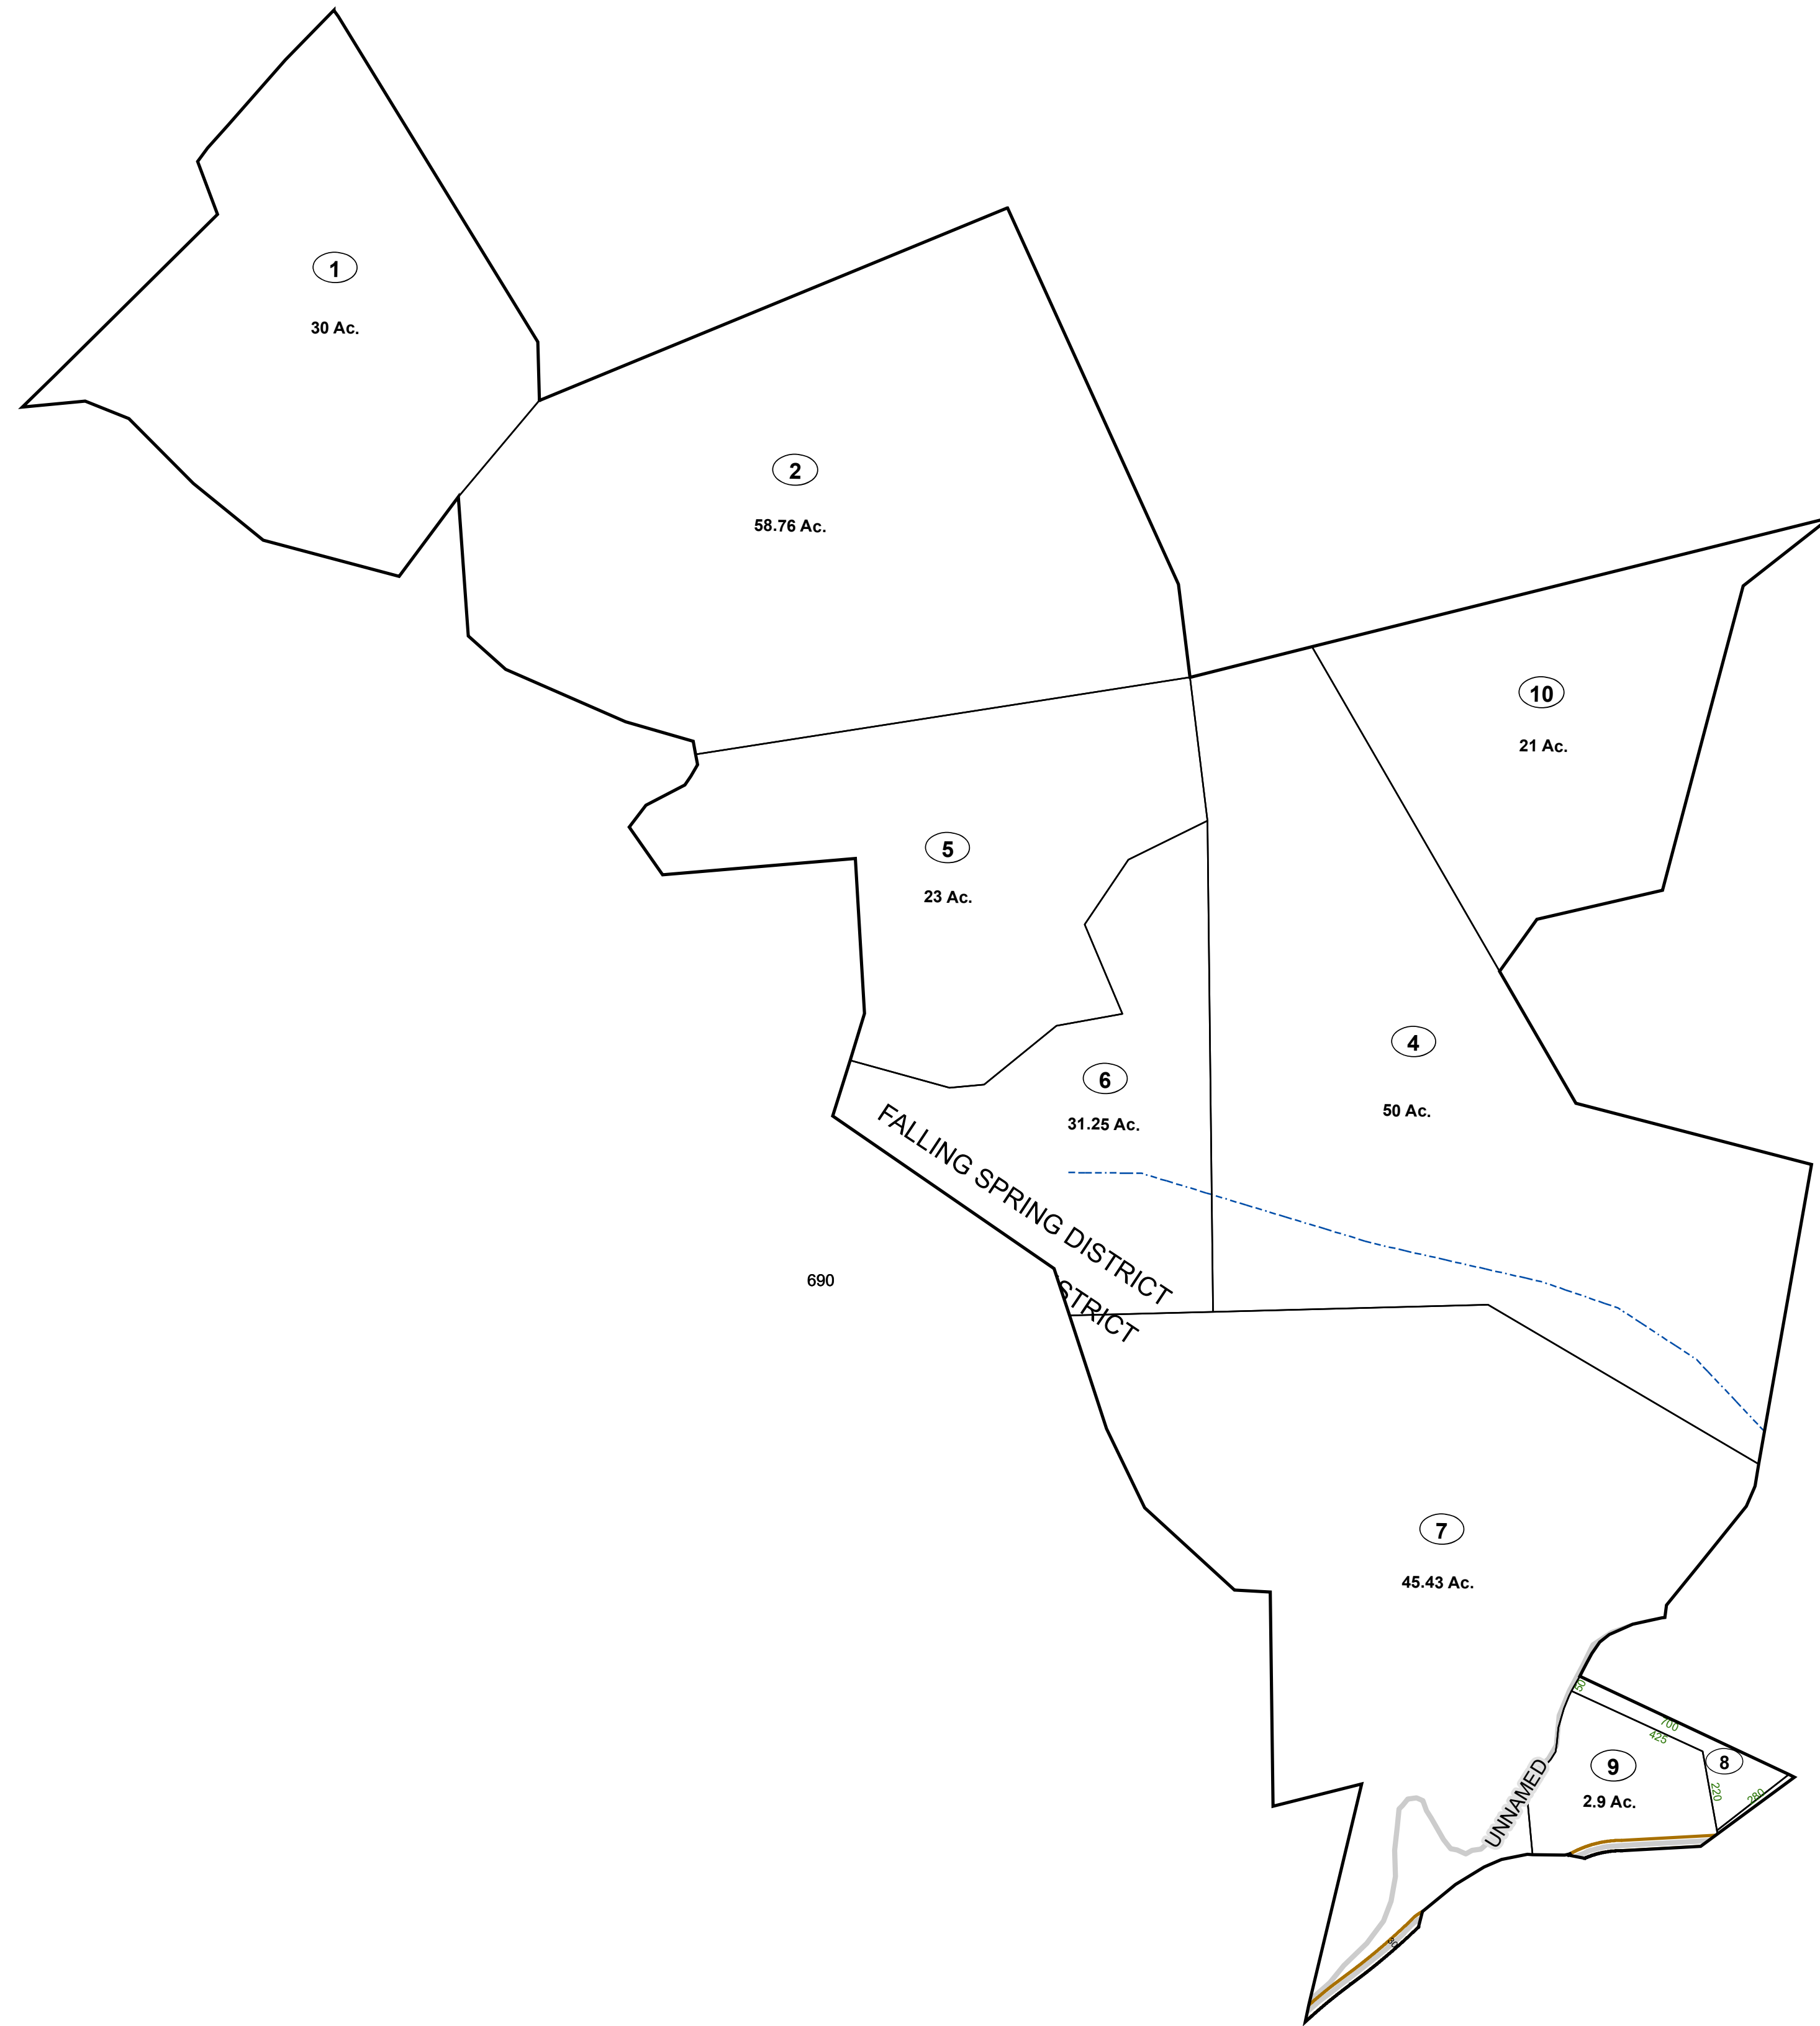 1
30 Ac.
2
58.76 Ac.
10
21 Ac.
5
23 Ac.
4
50 Ac.
6
31.25 Ac.
FALLING SPRING DISTRICT
STRICT
690
7
45.43 Ac.
50
700
425
9
2.9 Ac.
8
220
280
UNNAMED